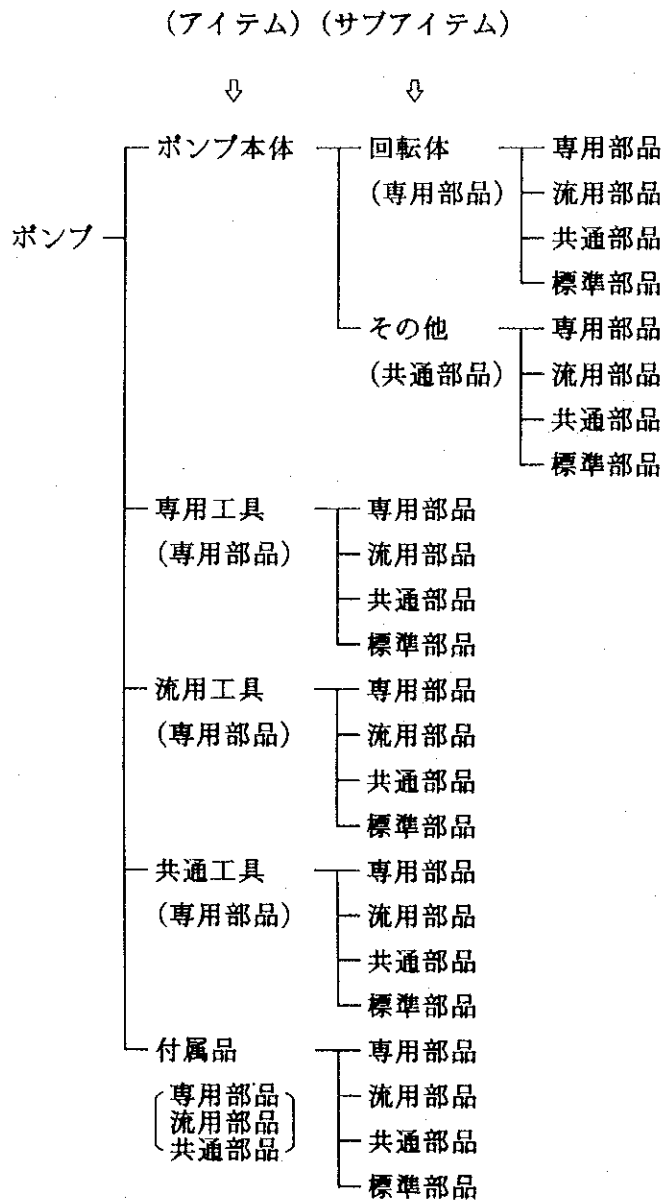 (アイテム) (サブアイテム)
⇩ ⇩
ポンプ本体 回転体 専用部品
(専用部品) 流用部品
ポンプ 共通部品
標準部品
その他 専用部品
(共通部品) 流用部品
共通部品
標準部品
専用工具 専用部品
(専用部品) 流用部品
共通部品
標準部品
流用工具 専用部品
(専用部品) 流用部品
共通部品
標準部品
共通工具 専用部品
(専用部品) 流用部品
共通部品
標準部品
付属品 専用部品
専用部品 流用部品
流用部品
共通部品 共通部品
標準部品